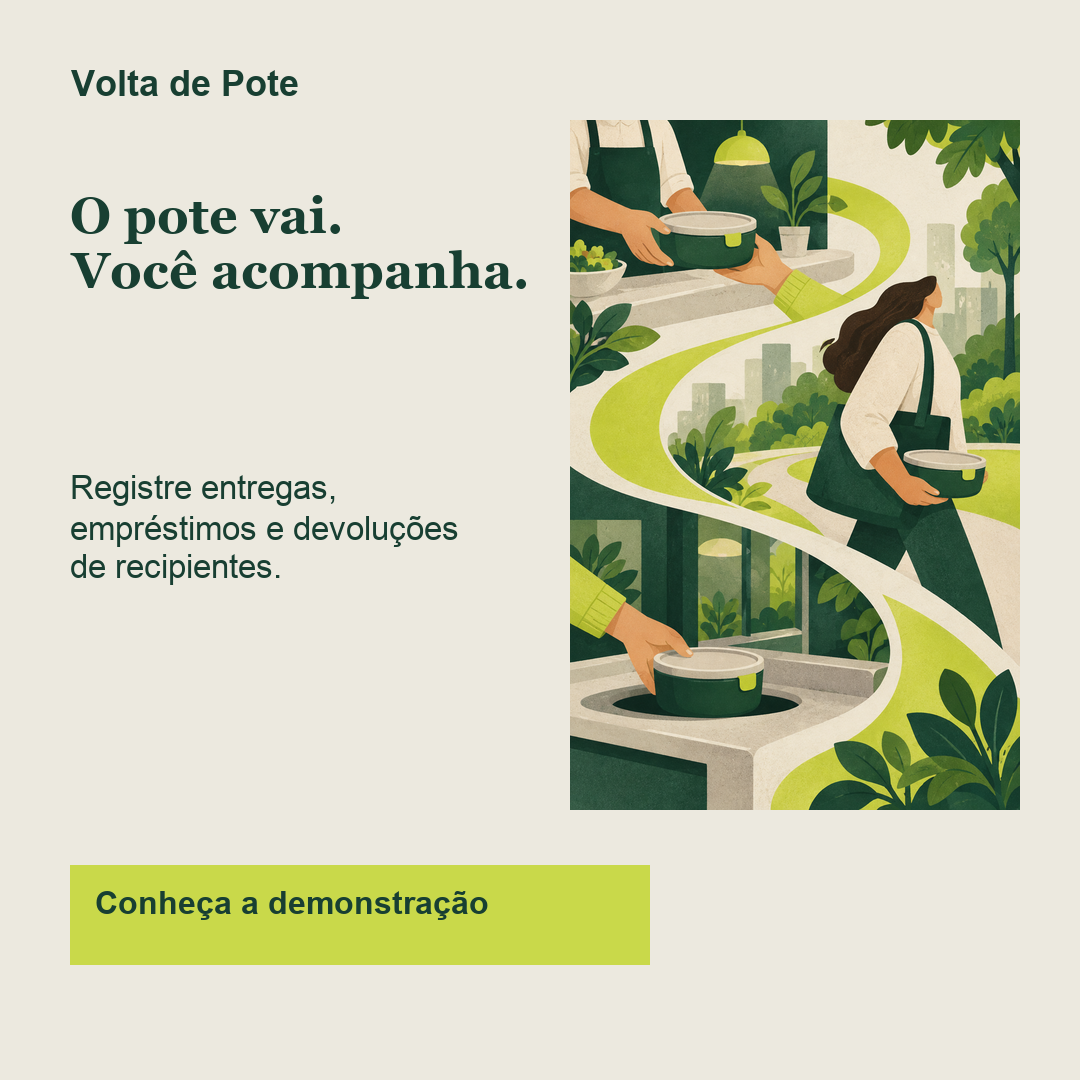 Volta de Pote
O pote vai.
Você acompanha.
Registre entregas,
empréstimos e devoluções
de recipientes.
Conheça a demonstração